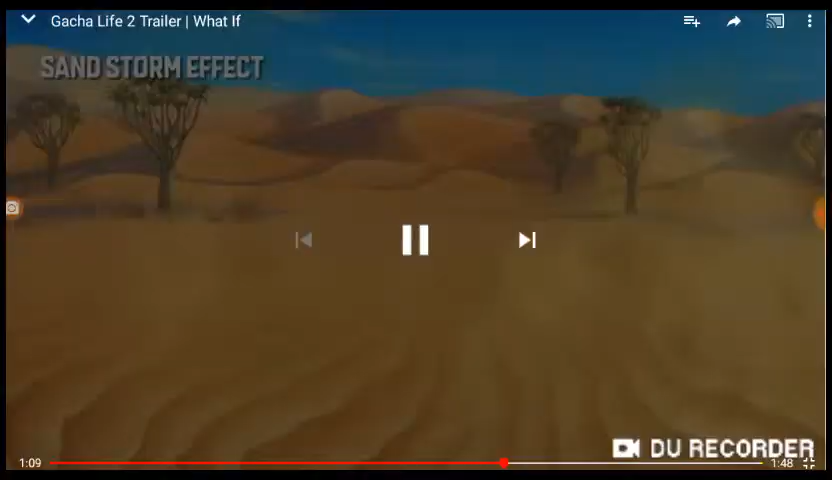 Gacha Life 2 Trailer | What If
SAND STORM EFFECT
DU RECORDER
1:09
1:48